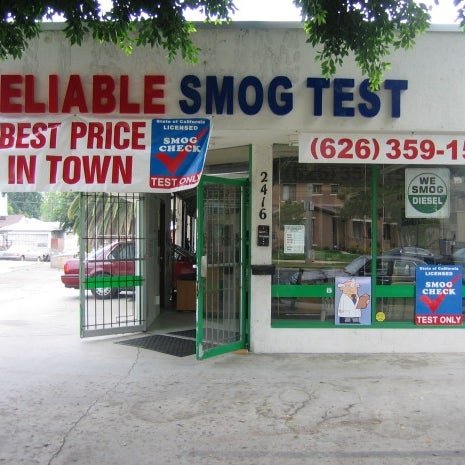 ELIABLE SMOG TEST
BEST PRICE
IN TOWN
State of California
LICENSED
SMOG
CHECK
TEST ONLY
(626) 359-15
2416
WE
SMOG
DIESEL
State of California
LICENSED
SMOG
CHECK
TEST ONLY